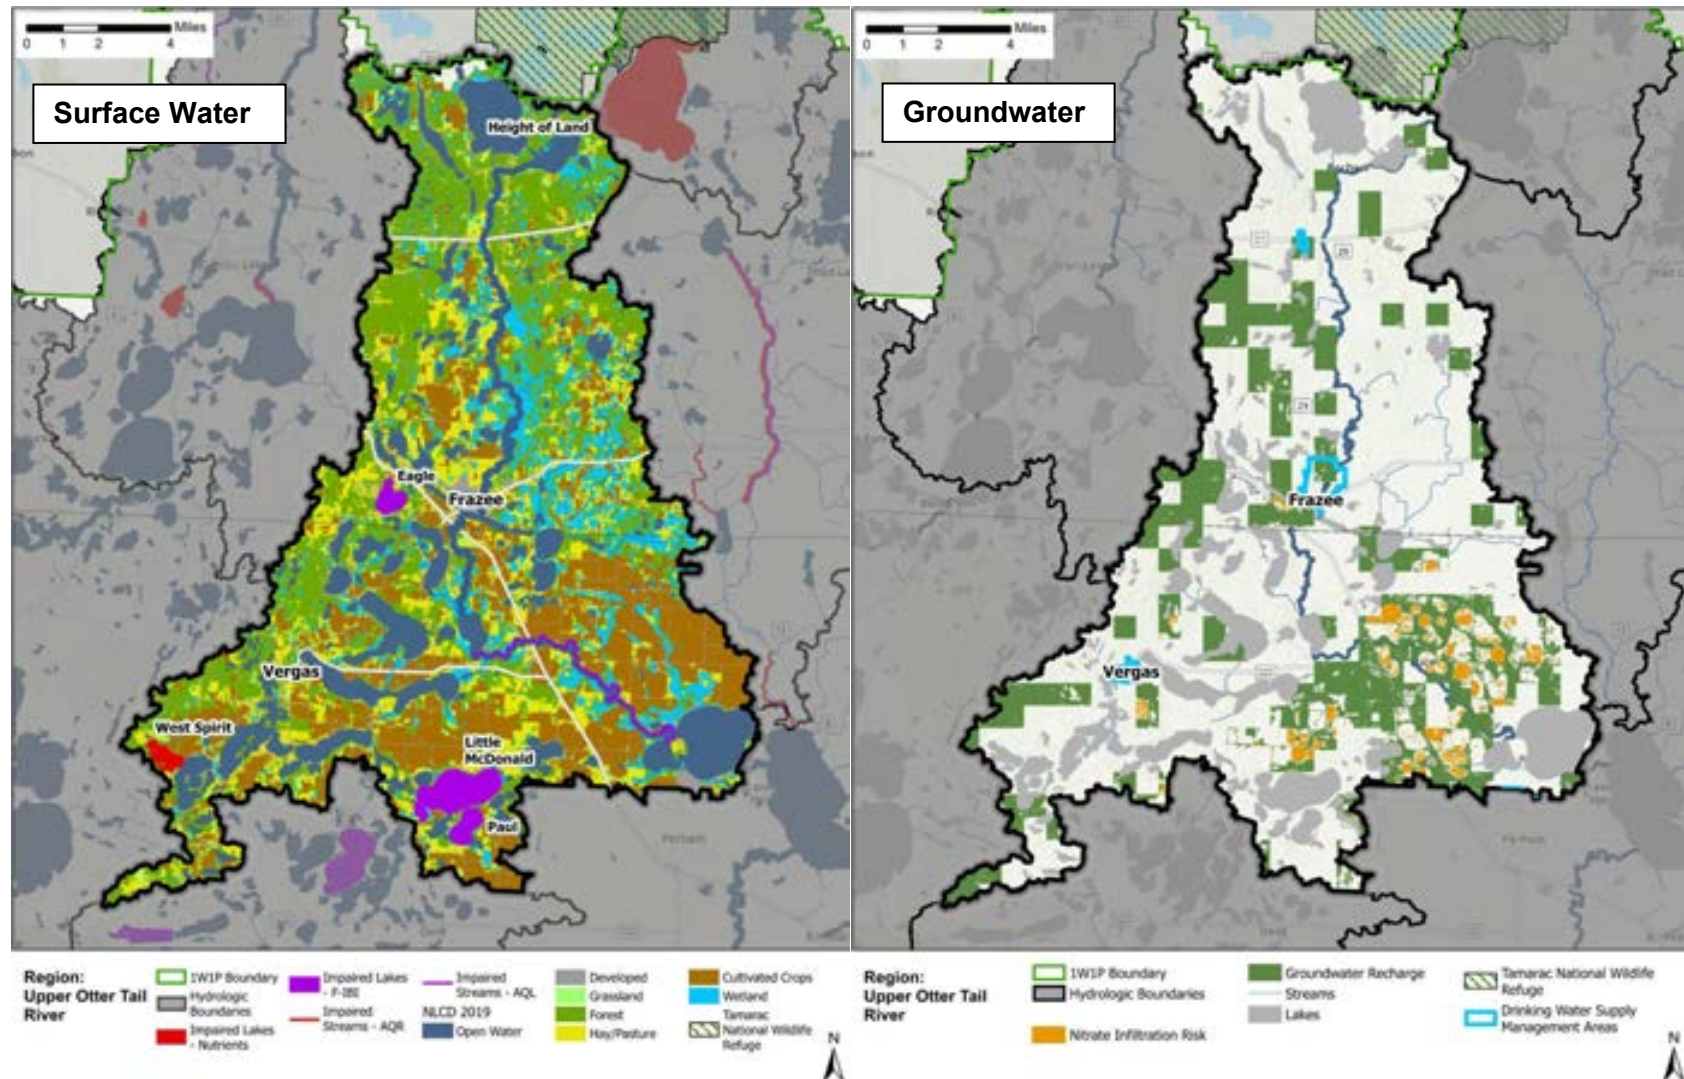 Miles
0 1 2 4
Surface Water
Height of Land
Eagle
Frazee
Vergas
West Spirit
Little
McDonald
Paul
Region:
Upper Otter Tail
River
1W1P Boundary
Hydrologic
Boundaries
Impaired Lakes
- Nutrients
Impaired Lakes
- F-IBI
Impaired
Streams - AQR
Impaired
Streams - AQL
NLCD 2019
Open Water
Developed
Grassland
Forest
Hay/Pasture
Cultivated Crops
Wetland
Tamarac
National Wildlife
Refuge
N
Miles
0 1 2 4
Groundwater
Frazee
Vergas
Region:
Upper Otter Tail
River
1W1P Boundary
Hydrologic Boundaries
Nitrate Infiltration Risk
Groundwater Recharge
Streams
Lakes
Tamarac National Wildlife
Refuge
Drinking Water Supply
Management Areas
N